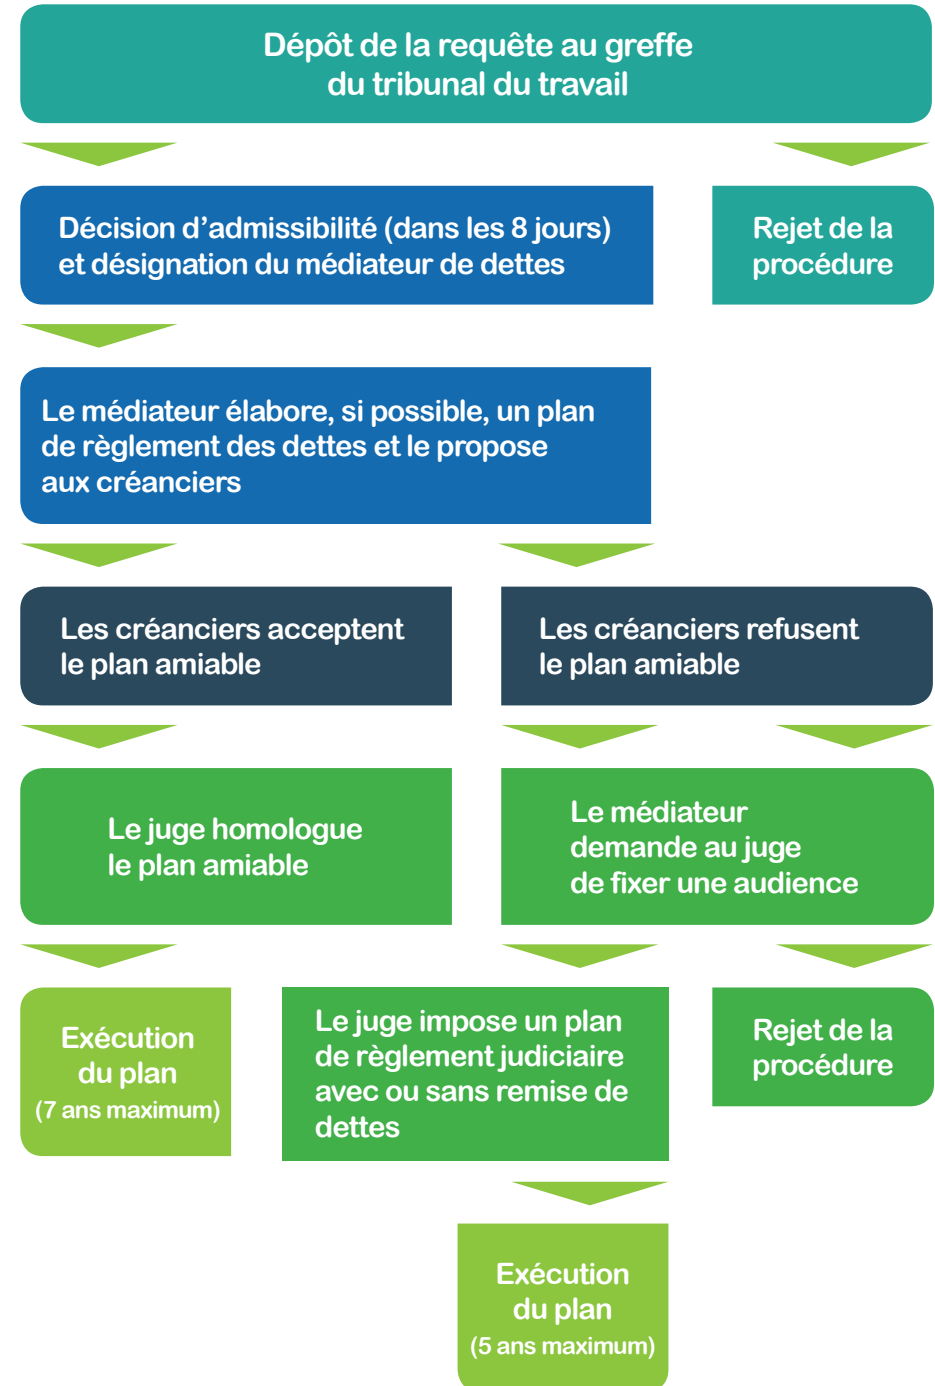 Dépôt de la requête au greffe
du tribunal du travail
Décision d’admissibilité (dans les 8 jours)
et désignation du médiateur de dettes
Rejet de la
procédure
Le médiateur élabore, si possible, un plan
de règlement des dettes et le propose
aux créanciers
Les créanciers acceptent
le plan amiable
Les créanciers refusent
le plan amiable
Le juge homologue
le plan amiable
Le médiateur
demande au juge
de fixer une audience
Exécution
du plan
(7 ans maximum)
Le juge impose un plan
de règlement judiciaire
avec ou sans remise de
dettes
Rejet de la
procédure
Exécution
du plan
(5 ans maximum)